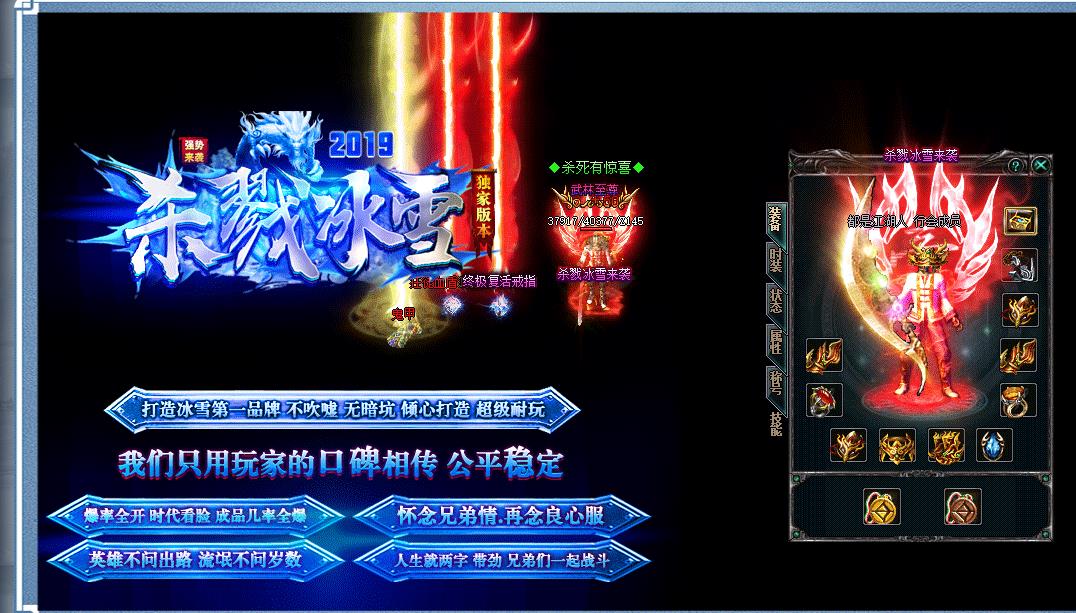 强势
来袭
2019
杀戮冰雪
独家版本
◆杀死有惊喜◆
武林至尊
37917/40377/Z145
杀戮冰雪来袭
终极复活戒指
鬼甲
打造冰雪第一品牌 不吹嘘 无暗坑 倾心打造 超级耐玩
我们只用玩家的口碑相传 公平稳定
爆率全开 时代看脸 成品几率全爆
怀念兄弟情.再念良心服
英雄不问出路 流氓不问岁数
人生就两字 带劲 兄弟们一起战斗
杀戮冰雪来袭
都是江湖人 行会成员
装备
时装
状态
属性
称号
技能